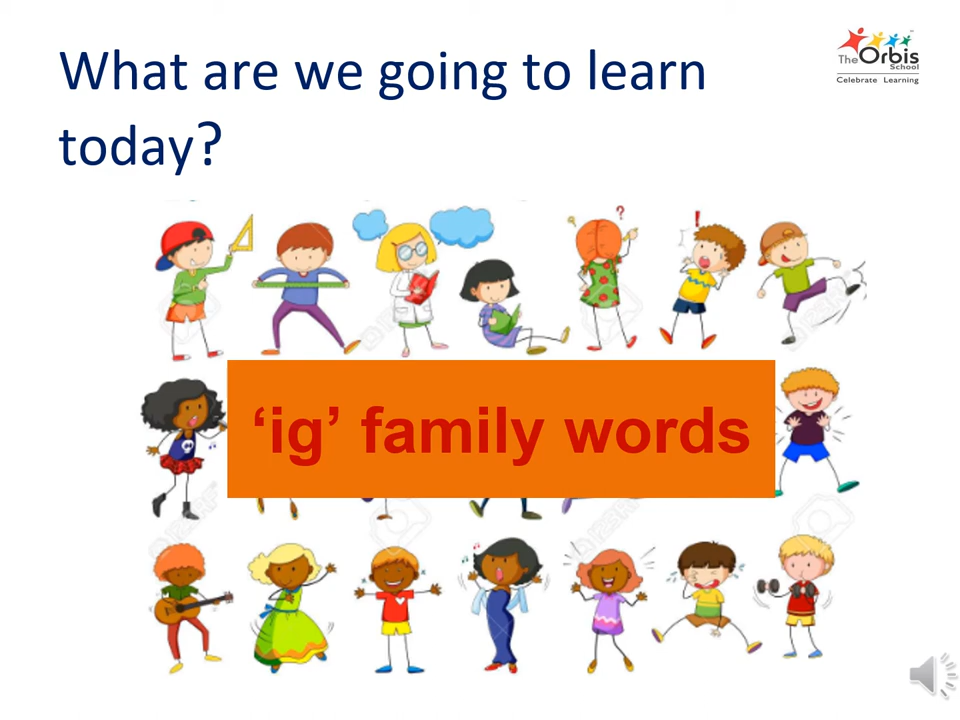 What are we going to learn
today?
The Orbis
School
Celebrate Learning
‘ig’ family words